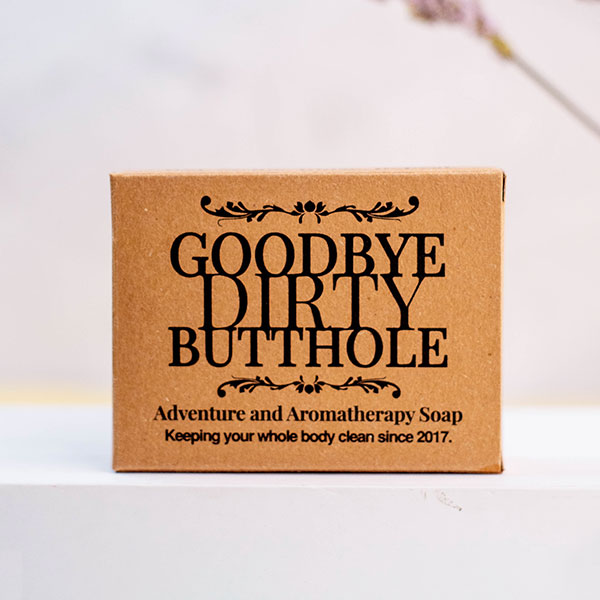 GOODBYE
DIRTY
BUTTHOLE
Adventure and Aromatherapy Soap
Keeping your whole body clean since 2017.